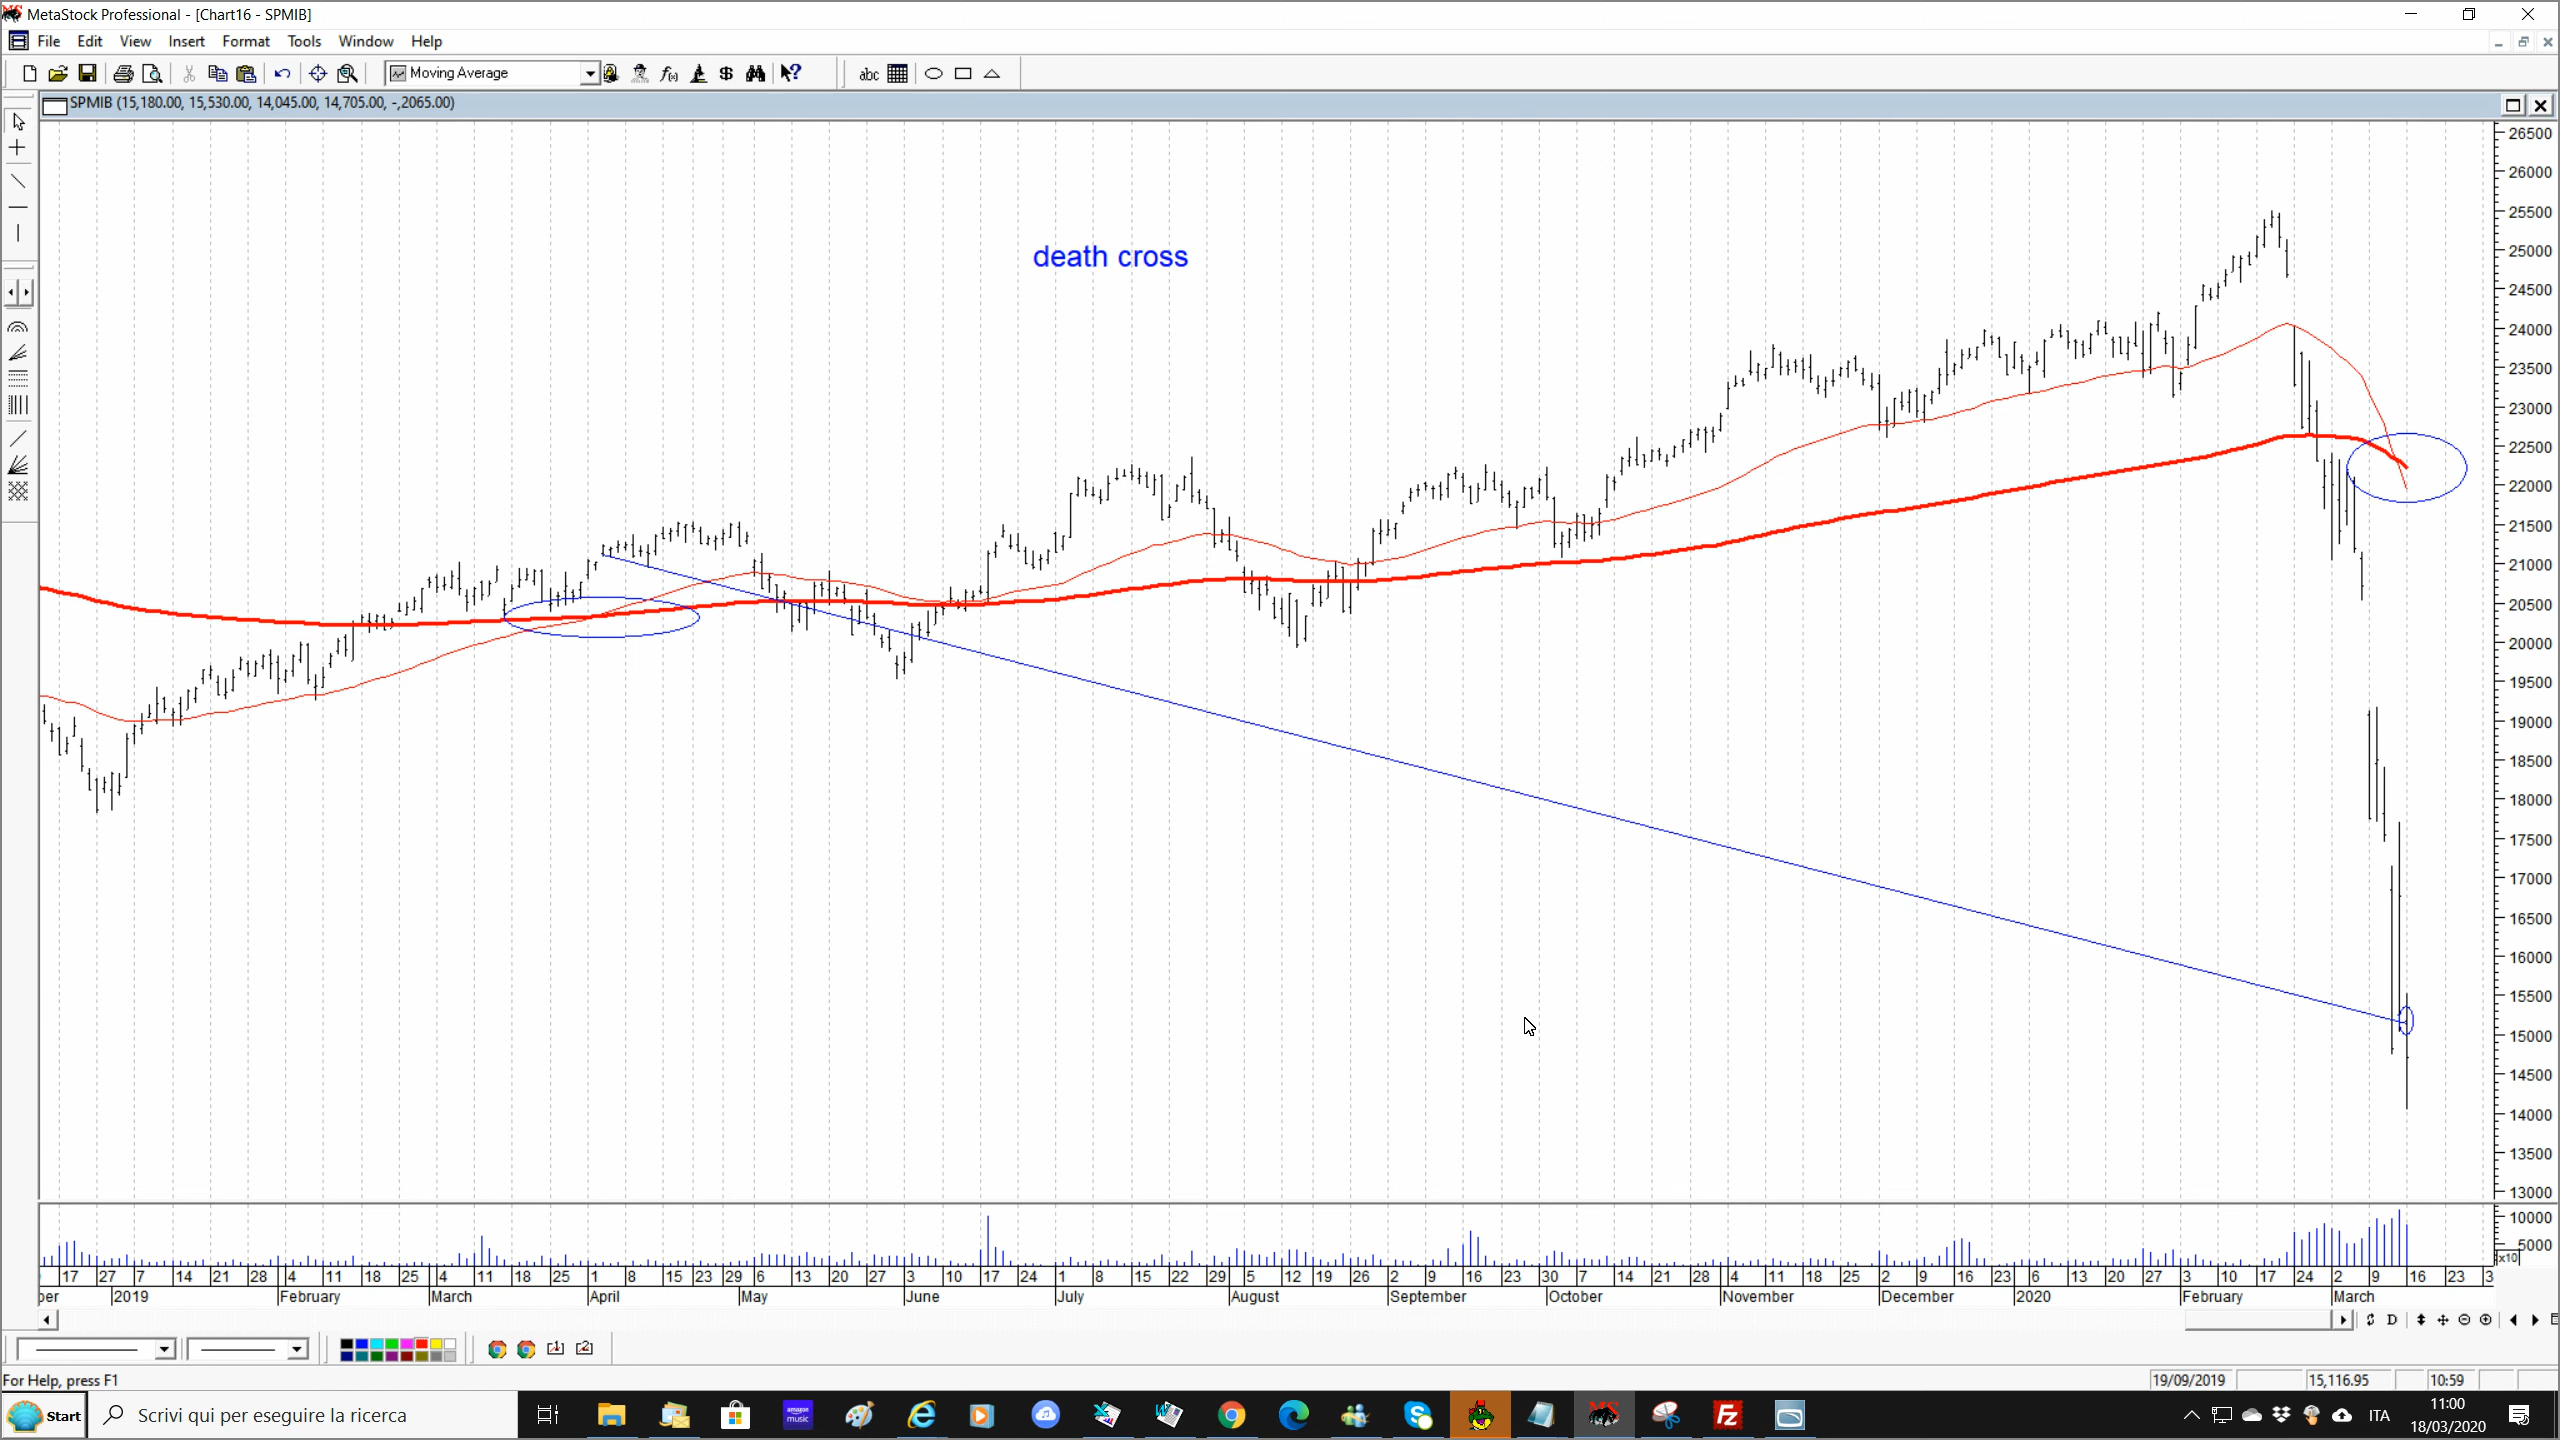 MetaStock Professional - [Chart16 - SPMIB]
File Edit View Insert Format Tools Window Help
Moving Average
abc
SPMIB (15,180.00, 15,530.00, 14,045.00, 14,705.00, -,2065.00)
death cross
26500
26000
25500
25000
24500
24000
23500
23000
22500
22000
21500
21000
20500
20000
19500
19000
18500
18000
17500
17000
16500
16000
15500
15000
14500
14000
13500
13000
10000
5000
x10
17 27 7 14 21 28 4 11 18 25 4 11 18 25 1 8 15 23 29 6 13 20 27 3 10 17 24 1 8 15 22 29 5 12 19 26 2 9 16 23 30 7 14 21 28 4 11 18 25 2 9 16 23 6 13 20 27 3 10 17 24 2 9 16 23 3
er 2019 February March April May June July August September October November December 2020 February March
D
For Help, press F1
19/09/2019 15,116.95 10:59
Start
Scrivi qui per eseguire la ricerca
amazon music
MS
ITA
11:00
18/03/2020